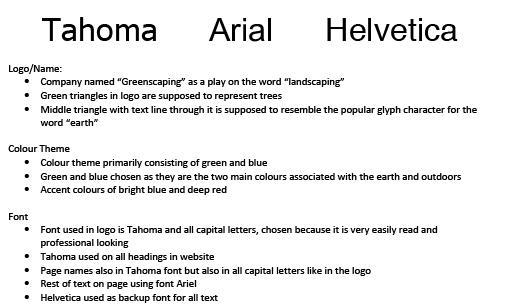 Tahoma Arial Helvetica
Logo/Name:
• Company named “Greenscaping” as a play on the word “landscaping”
• Green triangles in logo are supposed to represent trees
• Middle triangle with text line through it is supposed to resemble the popular glyph character for the
word “earth”
Colour Theme
• Colour theme primarily consisting of green and blue
• Green and blue chosen as they are the two main colours associated with the earth and outdoors
• Accent colours of bright blue and deep red
Font
• Font used in logo is Tahoma and all capital letters, chosen because it is very easily read and
professional looking
• Tahoma used on all headings in website
• Page names also in Tahoma font but also in all capital letters like in the logo
• Rest of text on page using font Ariel
• Helvetica used as backup font for all text